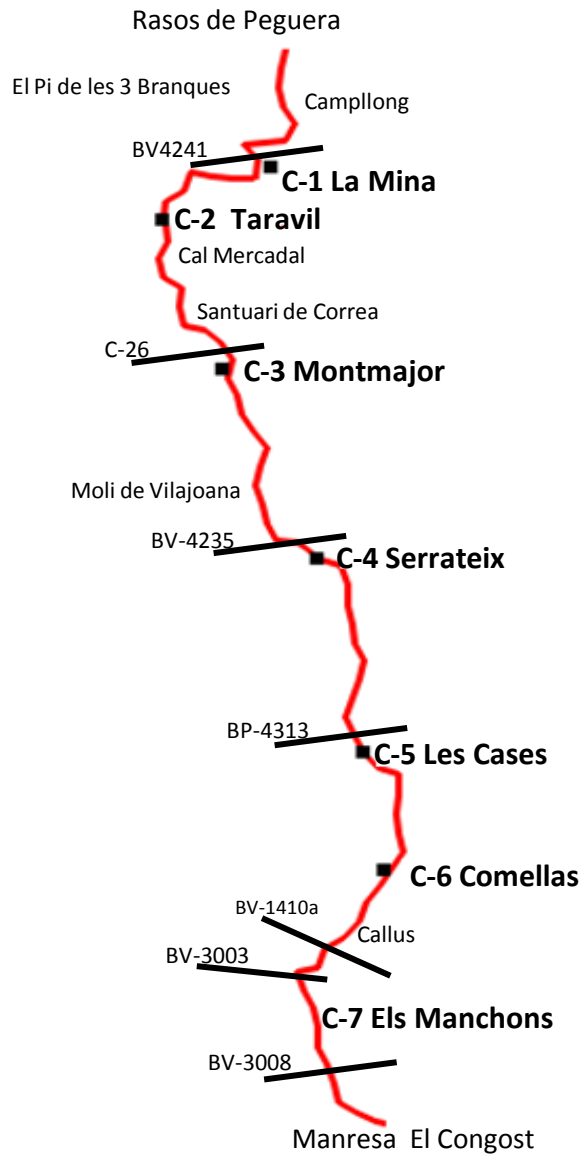 Rasos de Peguera
El Pi de les 3 Branques
Campllong
BV4241
C-1 La Mina
C-2 Taravil
Cal Mercadal
Santuari de Correa
C-26
C-3 Montmajor
Moli de Vilajoana
BV-4235
C-4 Serrateix
BP-4313
C-5 Les Cases
C-6 Comellas
BV-1410a
Callus
BV-3003
C-7 Els Manchons
BV-3008
Manresa El Congost